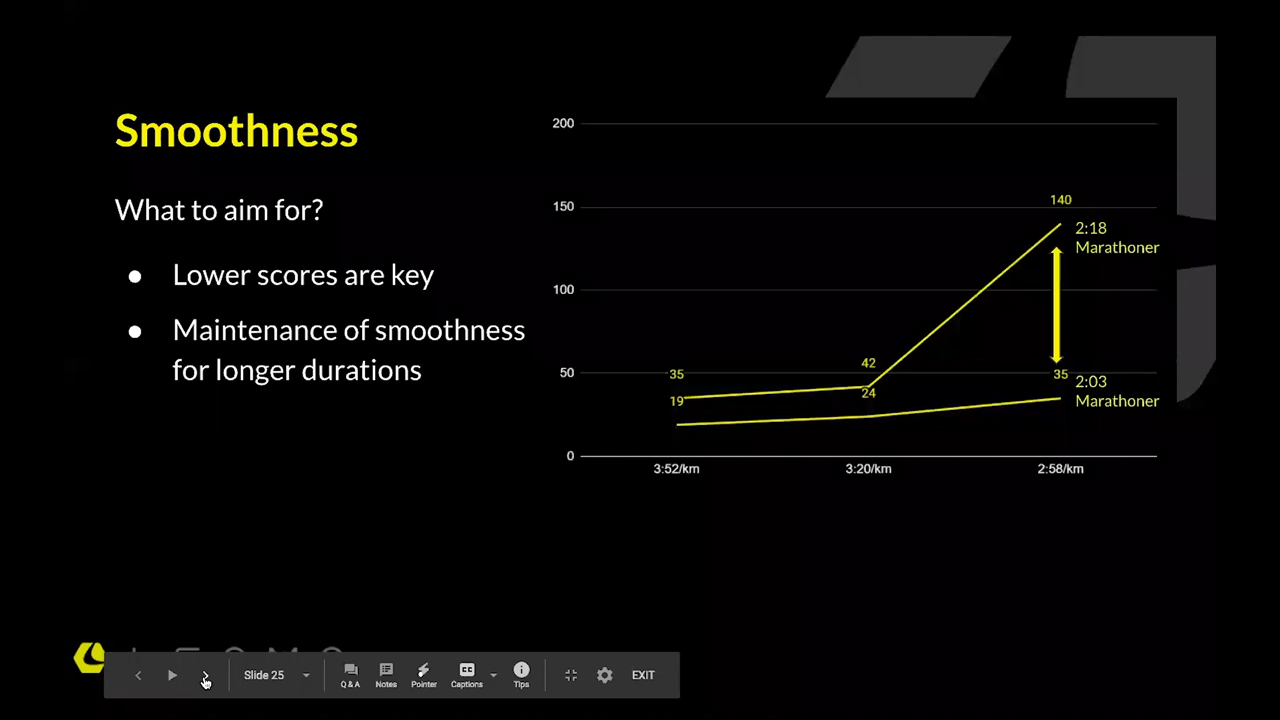 Smoothness
What to aim for?
● Lower scores are key
● Maintenance of smoothness
for longer durations
200
150
100
50
0
140
2:18
Marathoner
42
35
19
24
35
2:03
Marathoner
3:52/km
3:20/km
2:58/km
Slide 25
Q & A
Notes
Pointer
CC
Captions
Tips
EXIT